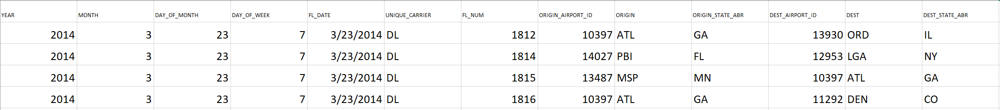 YEAR MONTH DAY_OF_MONTH DAY_OF_WEEK FL_DATE UNIQUE_CARRIER FL_NUM ORIGIN_AIRPORT_ID ORIGIN ORIGIN_STATE_ABR DEST_AIRPORT_ID DEST DEST_STATE_ABR
2014 3 23 7 3/23/2014 DL 1812 10397 ATL GA 13930 ORD IL
2014 3 23 7 3/23/2014 DL 1814 14027 PBI FL 12953 LGA NY
2014 3 23 7 3/23/2014 DL 1815 13487 MSP MN 10397 ATL GA
2014 3 23 7 3/23/2014 DL 1816 10397 ATL GA 11292 DEN CO